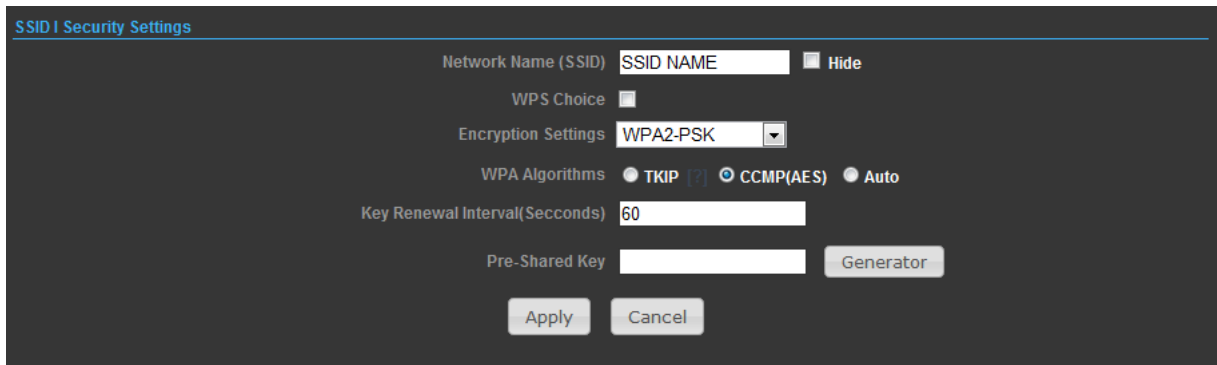 SSID I Security Settings
Network Name (SSID) SSID NAME Hide
WPS Choice
Encryption Settings WPA2-PSK
WPA Algorithms TKIP [?] CCMP(AES) Auto
Key Renewal Interval(Secconds) 60
Pre-Shared Key Generator
Apply Cancel